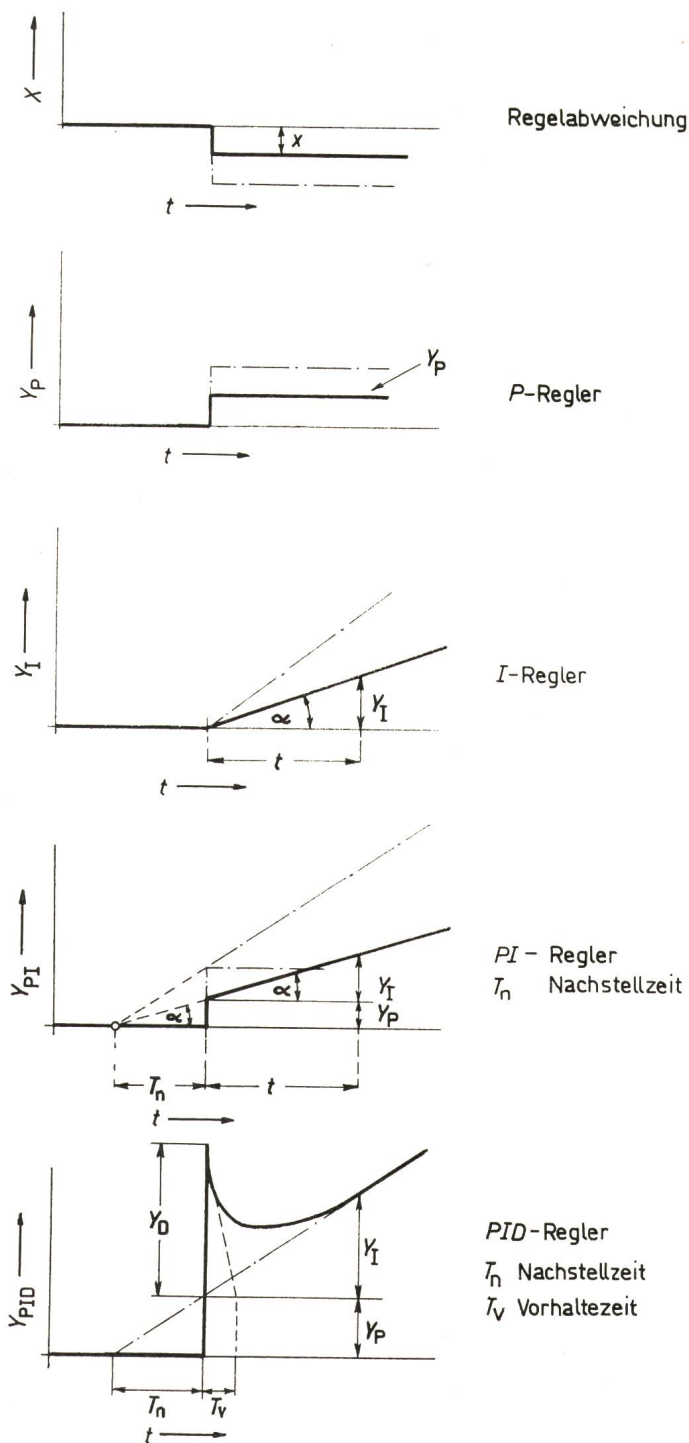 X
x
t
Regelabweichung
Y_P
Y_P
t
P-Regler
Y_I
α
Y_I
t
t
I-Regler
Y_PI
α
α
Y_I
Y_P
T_n
t
t
PI - Regler
T_n Nachstellzeit
Y_PID
Y_D
Y_I
Y_P
T_n
T_v
t
PID-Regler
T_n Nachstellzeit
T_v Vorhaltezeit